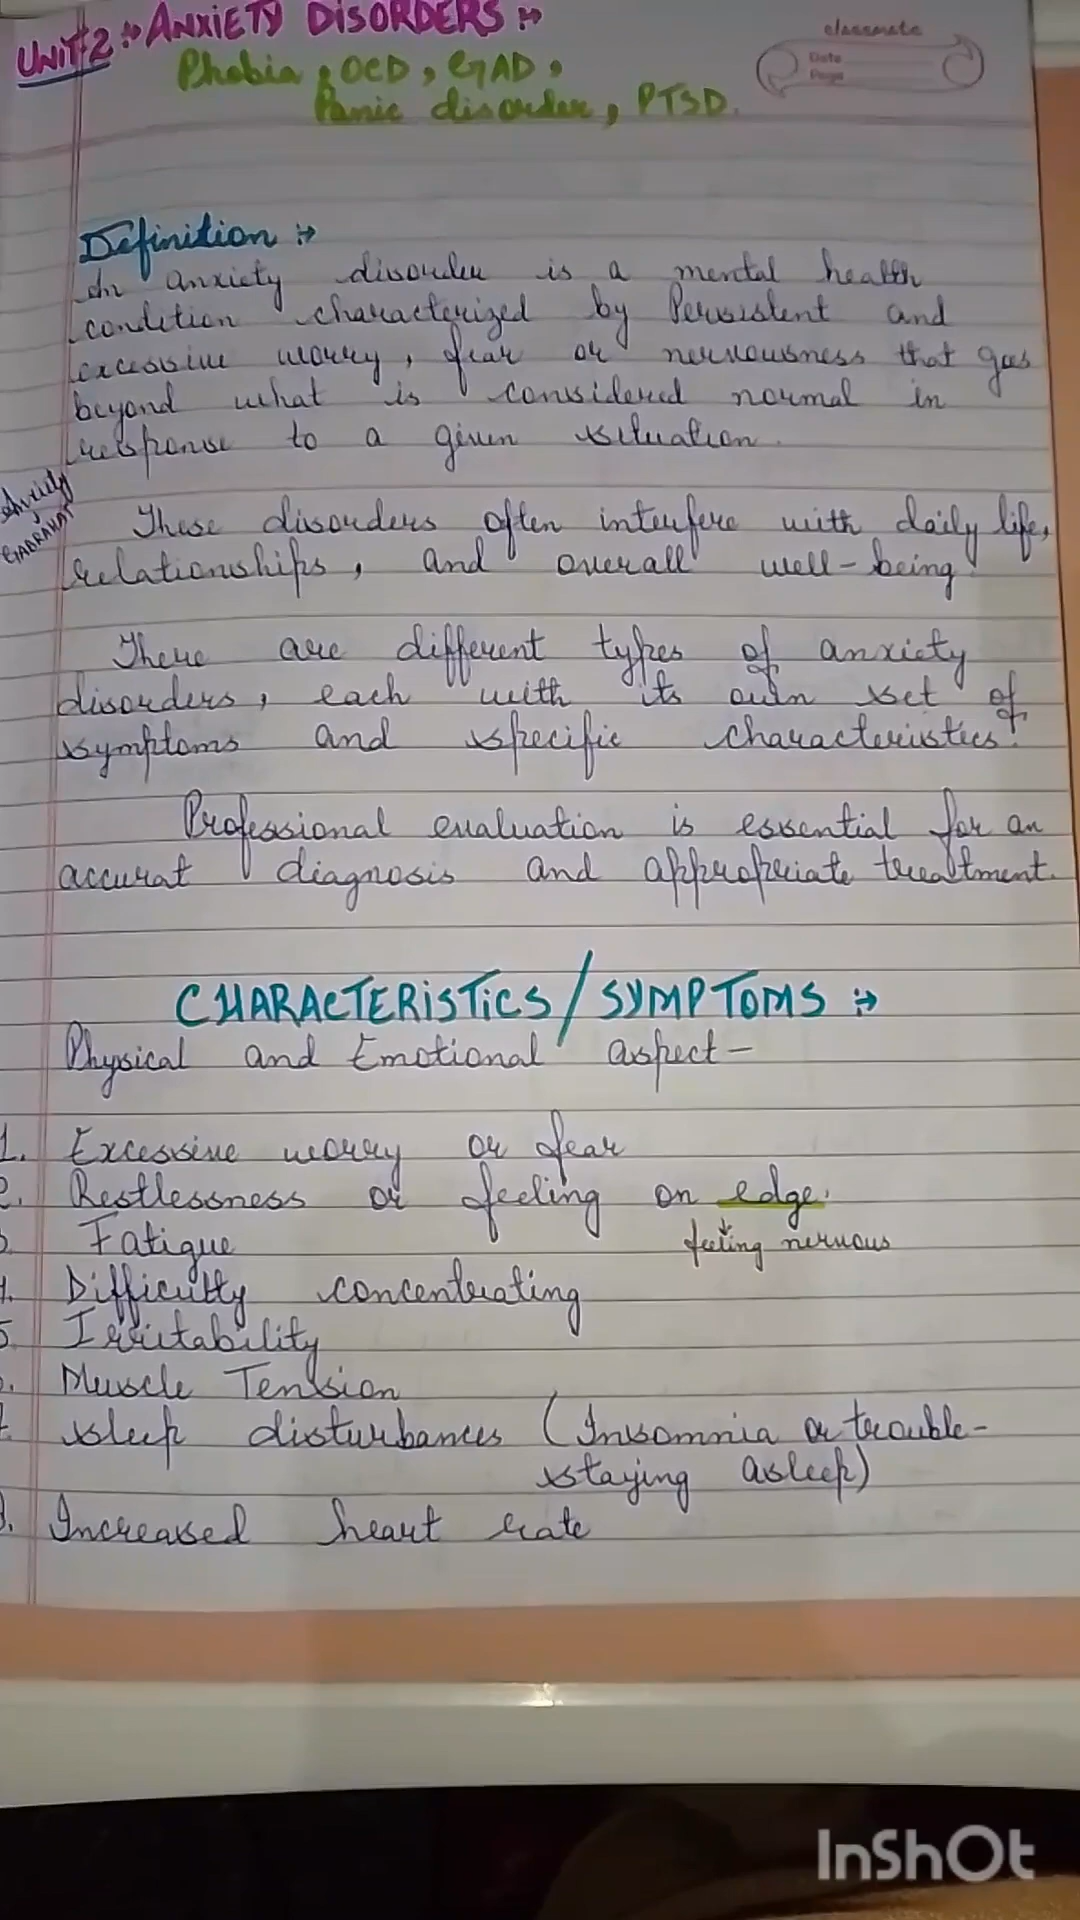 UNIT 2 :→ ANXIETY DISORDERS :→
Phobia, OCD, GAD,
Panic disorder, PTSD.
classmate
Date
Page
Definition :→
An anxiety disorder is a mental health
condition characterized by Persistent and
excessive worry, fear or nervousness that goes
beyond what is considered normal in
response to a given situation.
Anxiety
GABRAHAT
These disorders often interfere with daily life,
relationships, and overall well-being.
There are different types of anxiety
disorders, each with its own set of
symptoms and specific characteristics.
Professional evaluation is essential for an
accurat diagnosis and appropriate treatment.
CHARACTERISTICS/SYMPTOMS :→
Physical and Emotional aspect-
1. Excessive worry or fear
2. Restlessness or feeling on edge.
feeling nervous
3. Fatigue
4. Difficulty concentrating
5. Irritability
6. Muscle Tension
7. sleep disturbances (Insomnia or trouble-
staying asleep)
8. Increased heart rate
InShOt